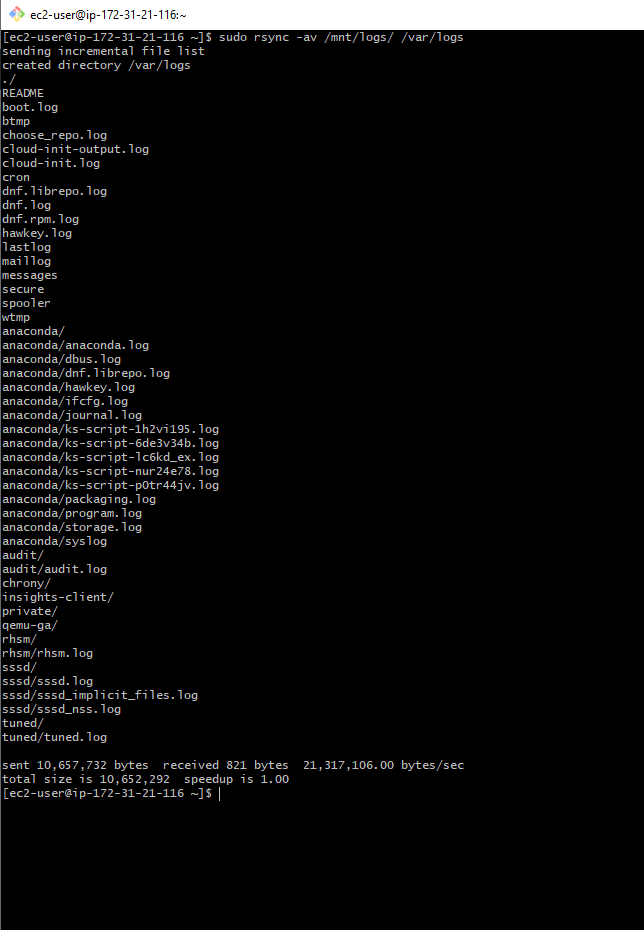 ec2-user@ip-172-31-21-116:~
[ec2-user@ip-172-31-21-116 ~]$ sudo rsync -av /mnt/logs/ /var/logs
sending incremental file list
created directory /var/logs
./
README
boot.log
btmp
choose_repo.log
cloud-init-output.log
cloud-init.log
cron
dnf.librepo.log
dnf.log
dnf.rpm.log
hawkey.log
lastlog
maillog
messages
secure
spooler
wtmp
anaconda/
anaconda/anaconda.log
anaconda/dbus.log
anaconda/dnf.librepo.log
anaconda/hawkey.log
anaconda/ifcfg.log
anaconda/journal.log
anaconda/ks-script-1h2vi195.log
anaconda/ks-script-6de3v34b.log
anaconda/ks-script-lc6kd_ex.log
anaconda/ks-script-nur24e78.log
anaconda/ks-script-p0tr44jv.log
anaconda/packaging.log
anaconda/program.log
anaconda/storage.log
anaconda/syslog
audit/
audit/audit.log
chrony/
insights-client/
private/
qemu-ga/
rhsm/
rhsm/rhsm.log
sssd/
sssd/sssd.log
sssd/sssd_implicit_files.log
sssd/sssd_nss.log
tuned/
tuned/tuned.log
sent 10,657,732 bytes  received 821 bytes  21,317,106.00 bytes/sec
total size is 10,652,292  speedup is 1.00
[ec2-user@ip-172-31-21-116 ~]$